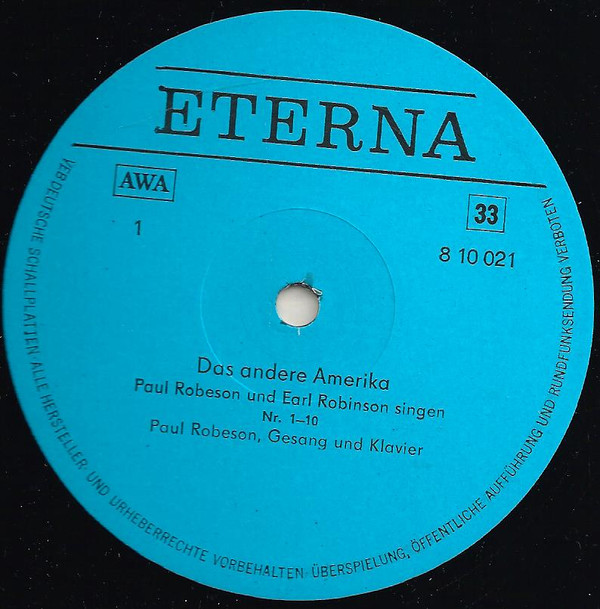 ETERNA
AWA
33
1
8 10 021
Das andere Amerika
Paul Robeson und Earl Robinson singen
Nr. 1–10
Paul Robeson, Gesang und Klavier
VEB DEUTSCHE SCHALLPLATTEN · ALLE HERSTELLER- UND URHEBERRECHTE VORBEHALTEN · ÜBERSPIELUNG, ÖFFENTLICHE AUFFÜHRUNG UND RUNDFUNKSENDUNG VERBOTEN